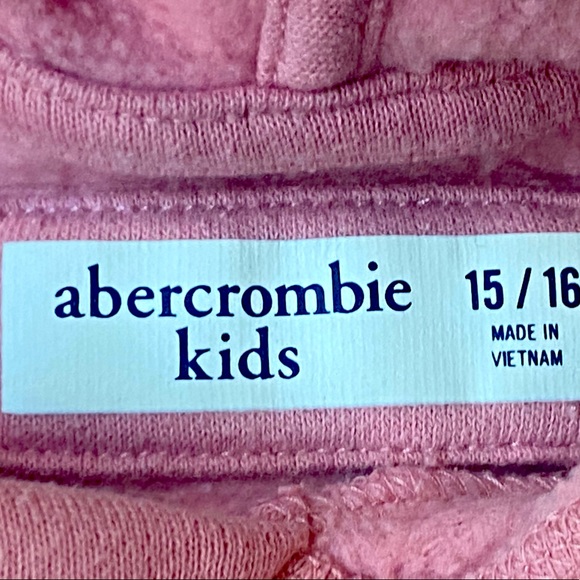 abercrombie
kids
15 / 16
MADE IN
VIETNAM